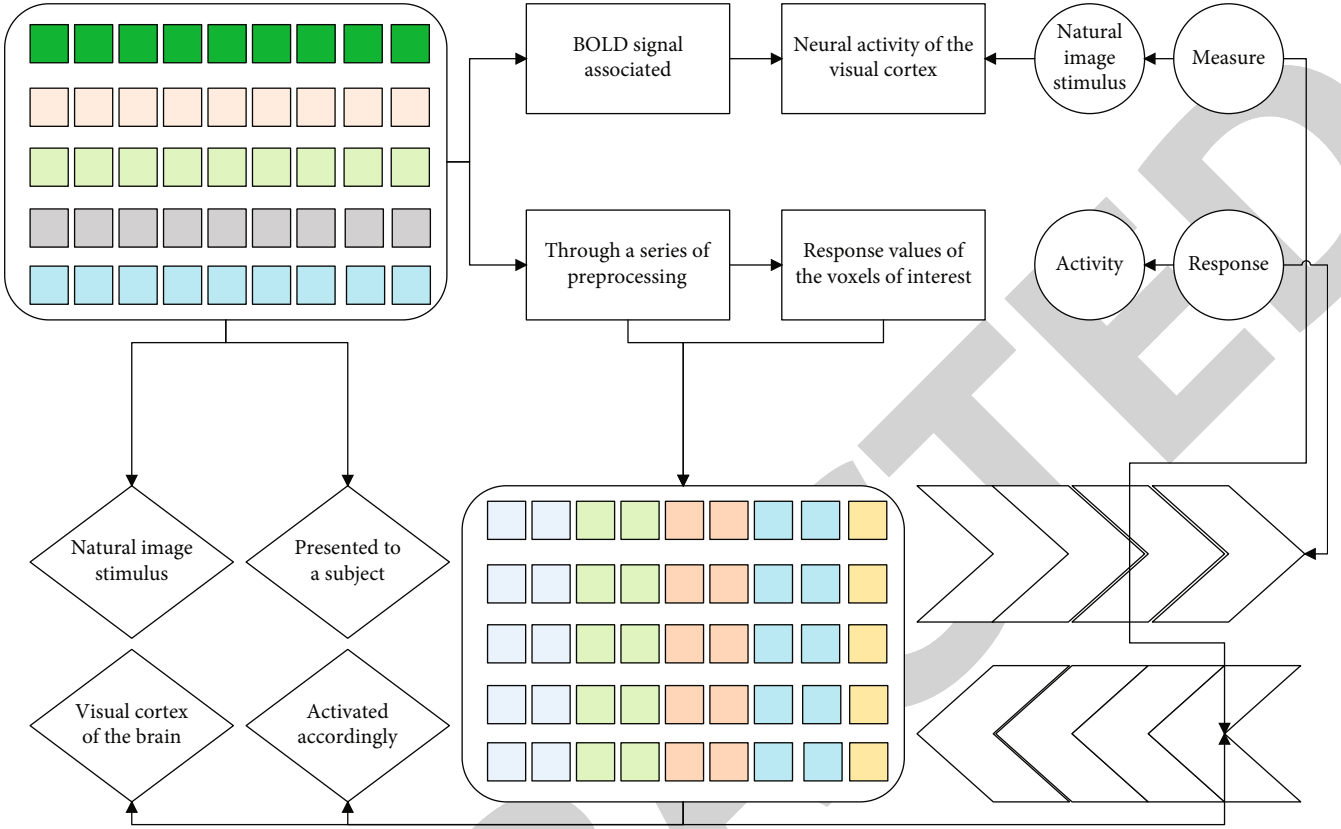 BOLD signal
associated
Neural activity of the
visual cortex
Natural
image
stimulus
Measure
Through a series of
preprocessing
Response values of
the voxels of interest
Activity
Response
Natural image
stimulus
Presented to
a subject
Visual cortex
of the brain
Activated
accordingly